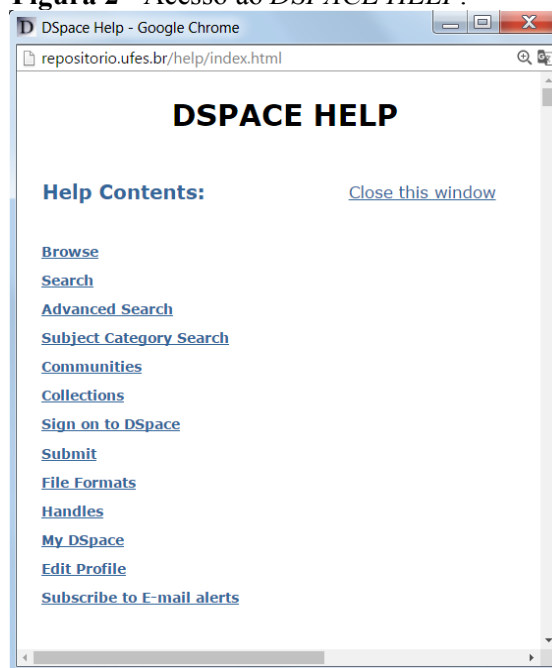 Figura 2 - Acesso ao DSPACE HELP.
DSpace Help - Google Chrome
repositorio.ufes.br/help/index.html
DSPACE HELP
Help Contents:
Close this window
Browse
Search
Advanced Search
Subject Category Search
Communities
Collections
Sign on to DSpace
Submit
File Formats
Handles
My DSpace
Edit Profile
Subscribe to E-mail alerts